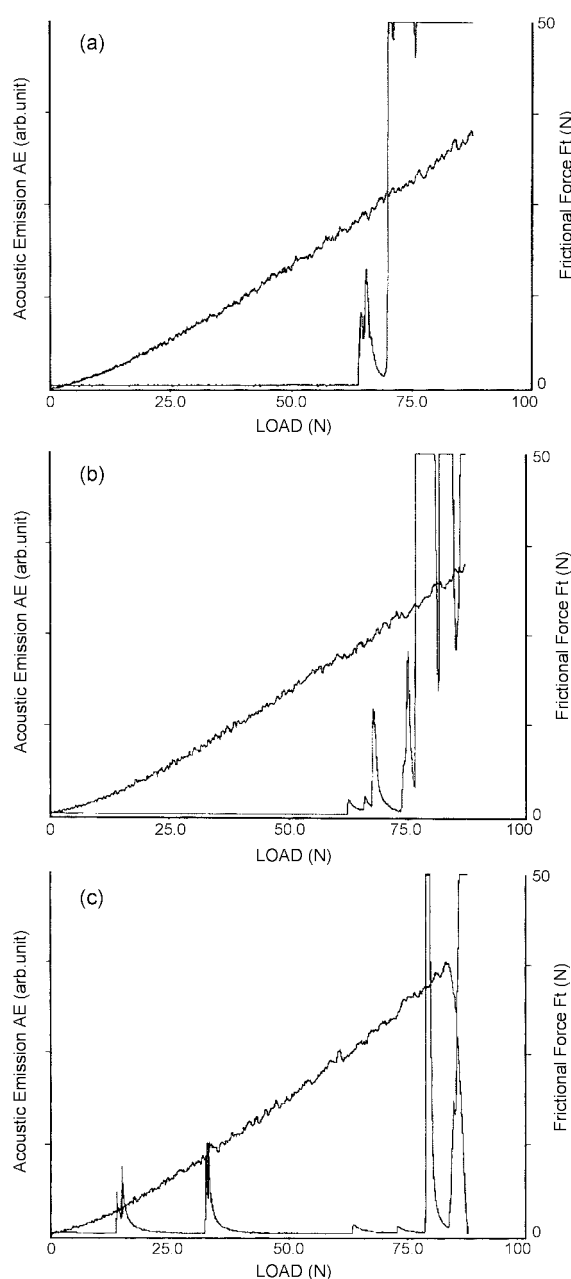 (a)
Acoustic Emission AE (arb.unit)
50
Frictional Force Ft (N)
0
0 25.0 50.0 75.0 100
LOAD (N)
(b)
Acoustic Emission AE (arb.unit)
50
Frictional Force Ft (N)
0
0 25.0 50.0 75.0 100
LOAD (N)
(c)
Acoustic Emission AE (arb.unit)
50
Frictional Force Ft (N)
0
0 25.0 50.0 75.0 100
LOAD (N)